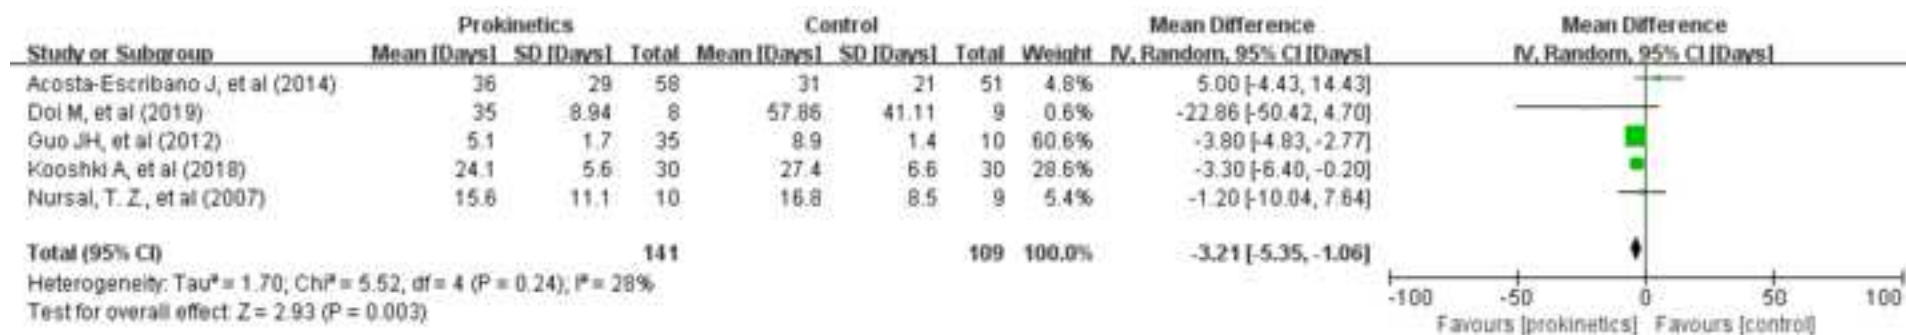 Prokinetics Control Mean Difference Mean Difference
Study or Subgroup Mean [Days] SD [Days] Total Mean [Days] SD [Days] Total Weight IV, Random, 95% CI [Days] IV, Random, 95% CI [Days]
Acosta-Escribano J, et al (2014) 36 29 58 31 21 51 4.8% 5.00 [-4.43, 14.43]
Doi M, et al (2019) 35 8.94 8 57.86 41.11 9 0.6% -22.86 [-50.42, 4.70]
Guo JH, et al (2012) 5.1 1.7 35 8.9 1.4 10 60.6% -3.80 [-4.83, -2.77]
Kooshki A, et al (2018) 24.1 5.6 30 27.4 6.6 30 28.6% -3.30 [-6.40, -0.20]
Nursal, T. Z., et al (2007) 15.6 11.1 10 16.8 8.5 9 5.4% -1.20 [-10.04, 7.64]
Total (95% CI) 141 109 100.0% -3.21 [-5.35, -1.06]
Heterogeneity: Tau² = 1.70; Chi² = 5.52, df = 4 (P = 0.24); I² = 28%
Test for overall effect: Z = 2.93 (P = 0.003)
-100 -50 0 50 100
Favours [prokinetics] Favours [control]